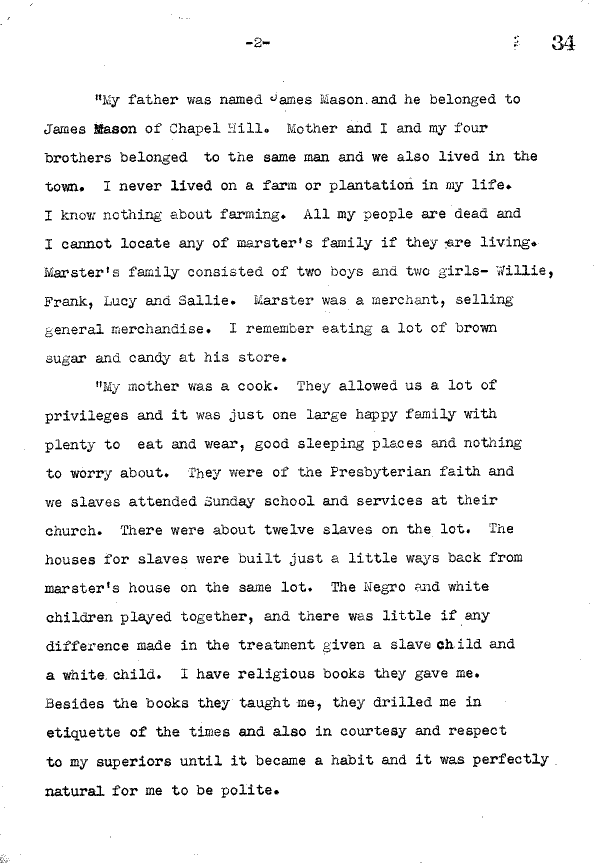 -2- 34
"My father was named James Mason.and he belonged to
James Mason of Chapel Hill. Mother and I and my four
brothers belonged to the same man and we also lived in the
town. I never lived on a farm or plantation in my life.
I know nothing about farming. All my people are dead and
I cannot locate any of marster's family if they are living.
Marster's family consisted of two boys and two girls- Willie,
Frank, Lucy and Sallie. Marster was a merchant, selling
general merchandise. I remember eating a lot of brown
sugar and candy at his store.
"My mother was a cook. They allowed us a lot of
privileges and it was just one large happy family with
plenty to eat and wear, good sleeping places and nothing
to worry about. They were of the Presbyterian faith and
we slaves attended Sunday school and services at their
church. There were about twelve slaves on the lot. The
houses for slaves were built just a little ways back from
marster's house on the same lot. The Negro and white
children played together, and there was little if any
difference made in the treatment given a slave child and
a white child. I have religious books they gave me.
Besides the books they taught me, they drilled me in
etiquette of the times and also in courtesy and respect
to my superiors until it became a habit and it was perfectly
natural for me to be polite.